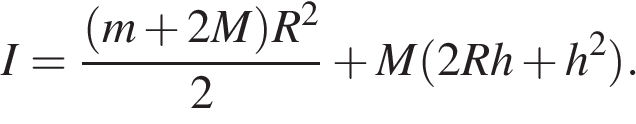 I = \frac{(m + 2M)R^2}{2} + M(2Rh + h^2).